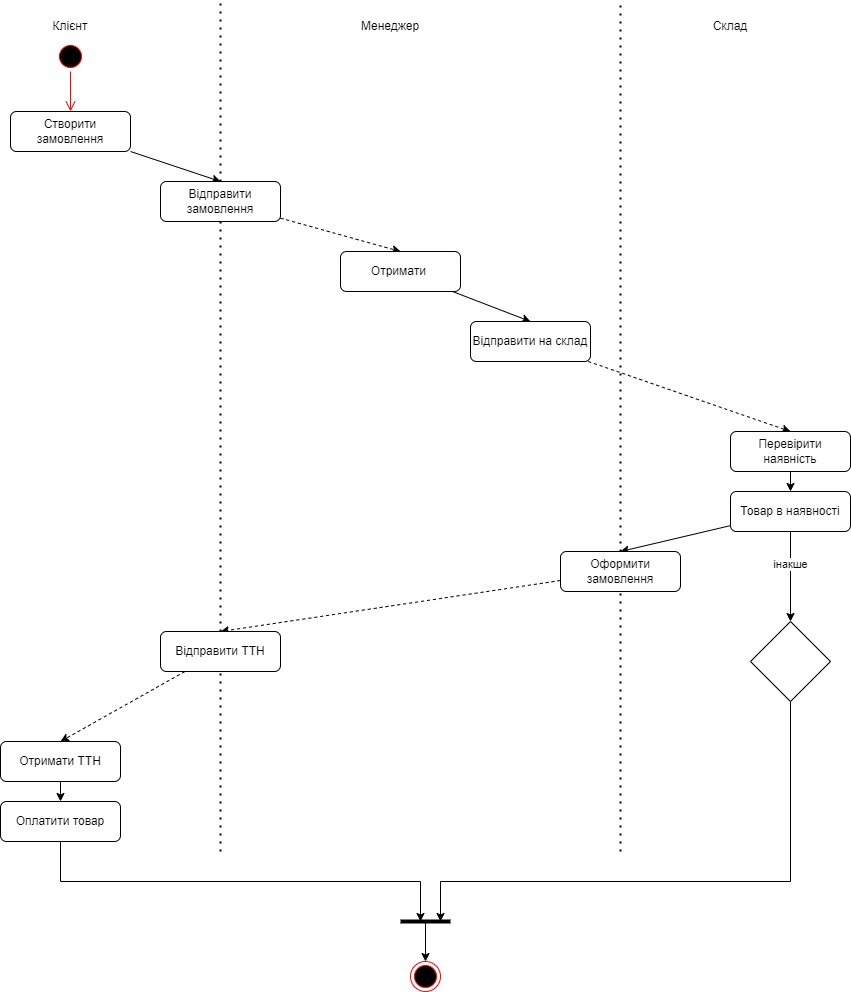 Клієнт
Менеджер
Склад
Створити
замовлення
Відправити
замовлення
Отримати
Відправити на склад
Перевірити
наявність
Товар в наявності
Оформити
замовлення
інакше
Відправити ТТН
Отримати ТТН
Оплатити товар